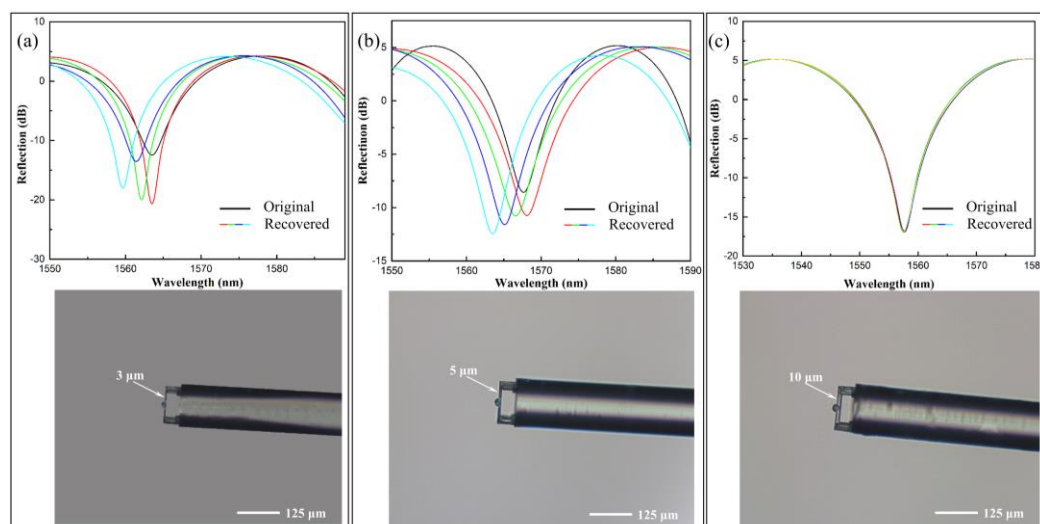 (a)
10
0
-10
-20
-30
Reflection (dB)
Original
Recovered
1550 1560 1570 1580
Wavelength (nm)
3 μm
125 μm
(b)
5
0
-5
-10
-15
Reflectinon (dB)
Original
Recovered
1550 1560 1570 1580 1590
Wavelength (nm)
5 μm
125 μm
(c)
10
5
0
-5
-10
-15
-20
Reflection (dB)
Original
Recovered
1530 1540 1550 1560 1570 158
Wavelength (nm)
10 μm
125 μm